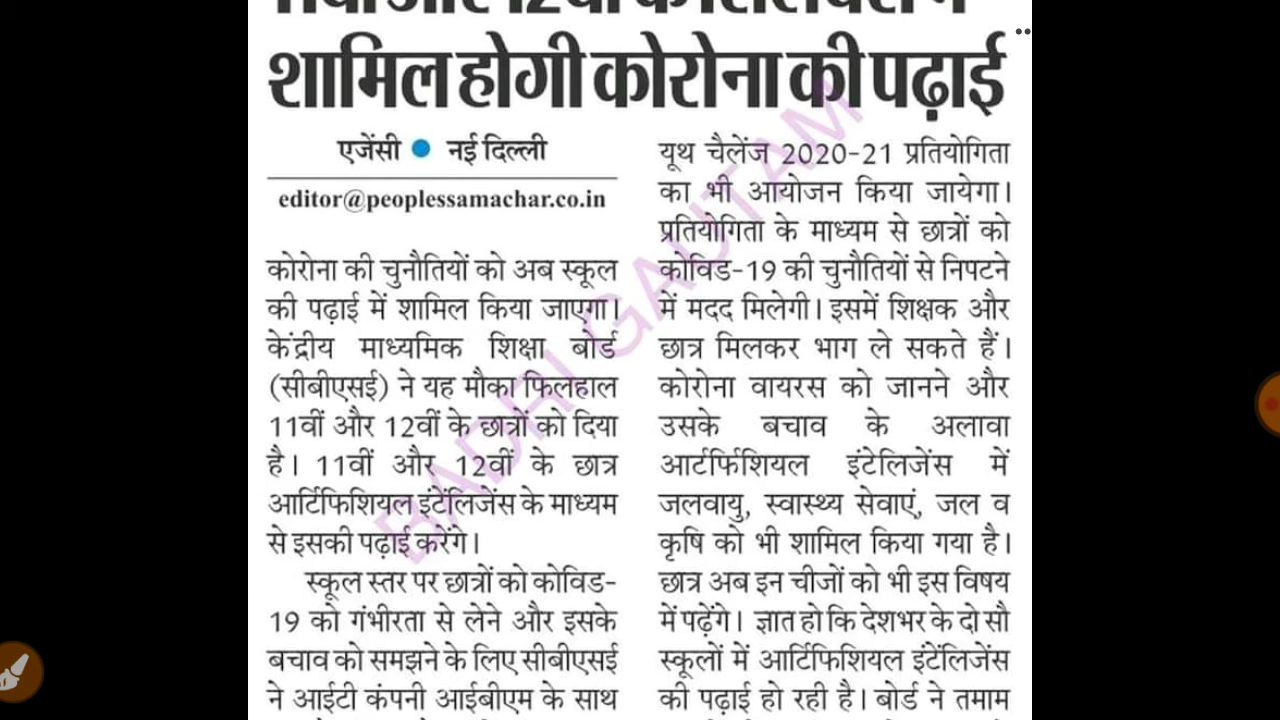 शामिल होगी कोरोना की पढ़ाई
एजेंसी ● नई दिल्ली
editor@peoplessamachar.co.in
कोरोना की चुनौतियों को अब स्कूल
की पढ़ाई में शामिल किया जाएगा।
केंद्रीय माध्यमिक शिक्षा बोर्ड
(सीबीएसई) ने यह मौका फिलहाल
11वीं और 12वीं के छात्रों को दिया
है। 11वीं और 12वीं के छात्र
आर्टिफिशियल इंटेंलिजेंस के माध्यम
से इसकी पढ़ाई करेंगे।
स्कूल स्तर पर छात्रों को कोविड-
19 को गंभीरता से लेने और इसके
बचाव को समझने के लिए सीबीएसई
ने आईटी कंपनी आईबीएम के साथ
यूथ चैलेंज 2020-21 प्रतियोगिता
का भी आयोजन किया जायेगा।
प्रतियोगिता के माध्यम से छात्रों को
कोविड-19 की चुनौतियों से निपटने
में मदद मिलेगी। इसमें शिक्षक और
छात्र मिलकर भाग ले सकते हैं।
कोरोना वायरस को जानने और
उसके बचाव के अलावा
आर्टर्फिशियल इंटेलिजेंस में
जलवायु, स्वास्थ्य सेवाएं, जल व
कृषि को भी शामिल किया गया है।
छात्र अब इन चीजों को भी इस विषय
में पढ़ेंगे। ज्ञात हो कि देशभर के दो सौ
स्कूलों में आर्टिफिशियल इंटेंलिजेंस
की पढ़ाई हो रही है। बोर्ड ने तमाम
BADRI GAUTAM